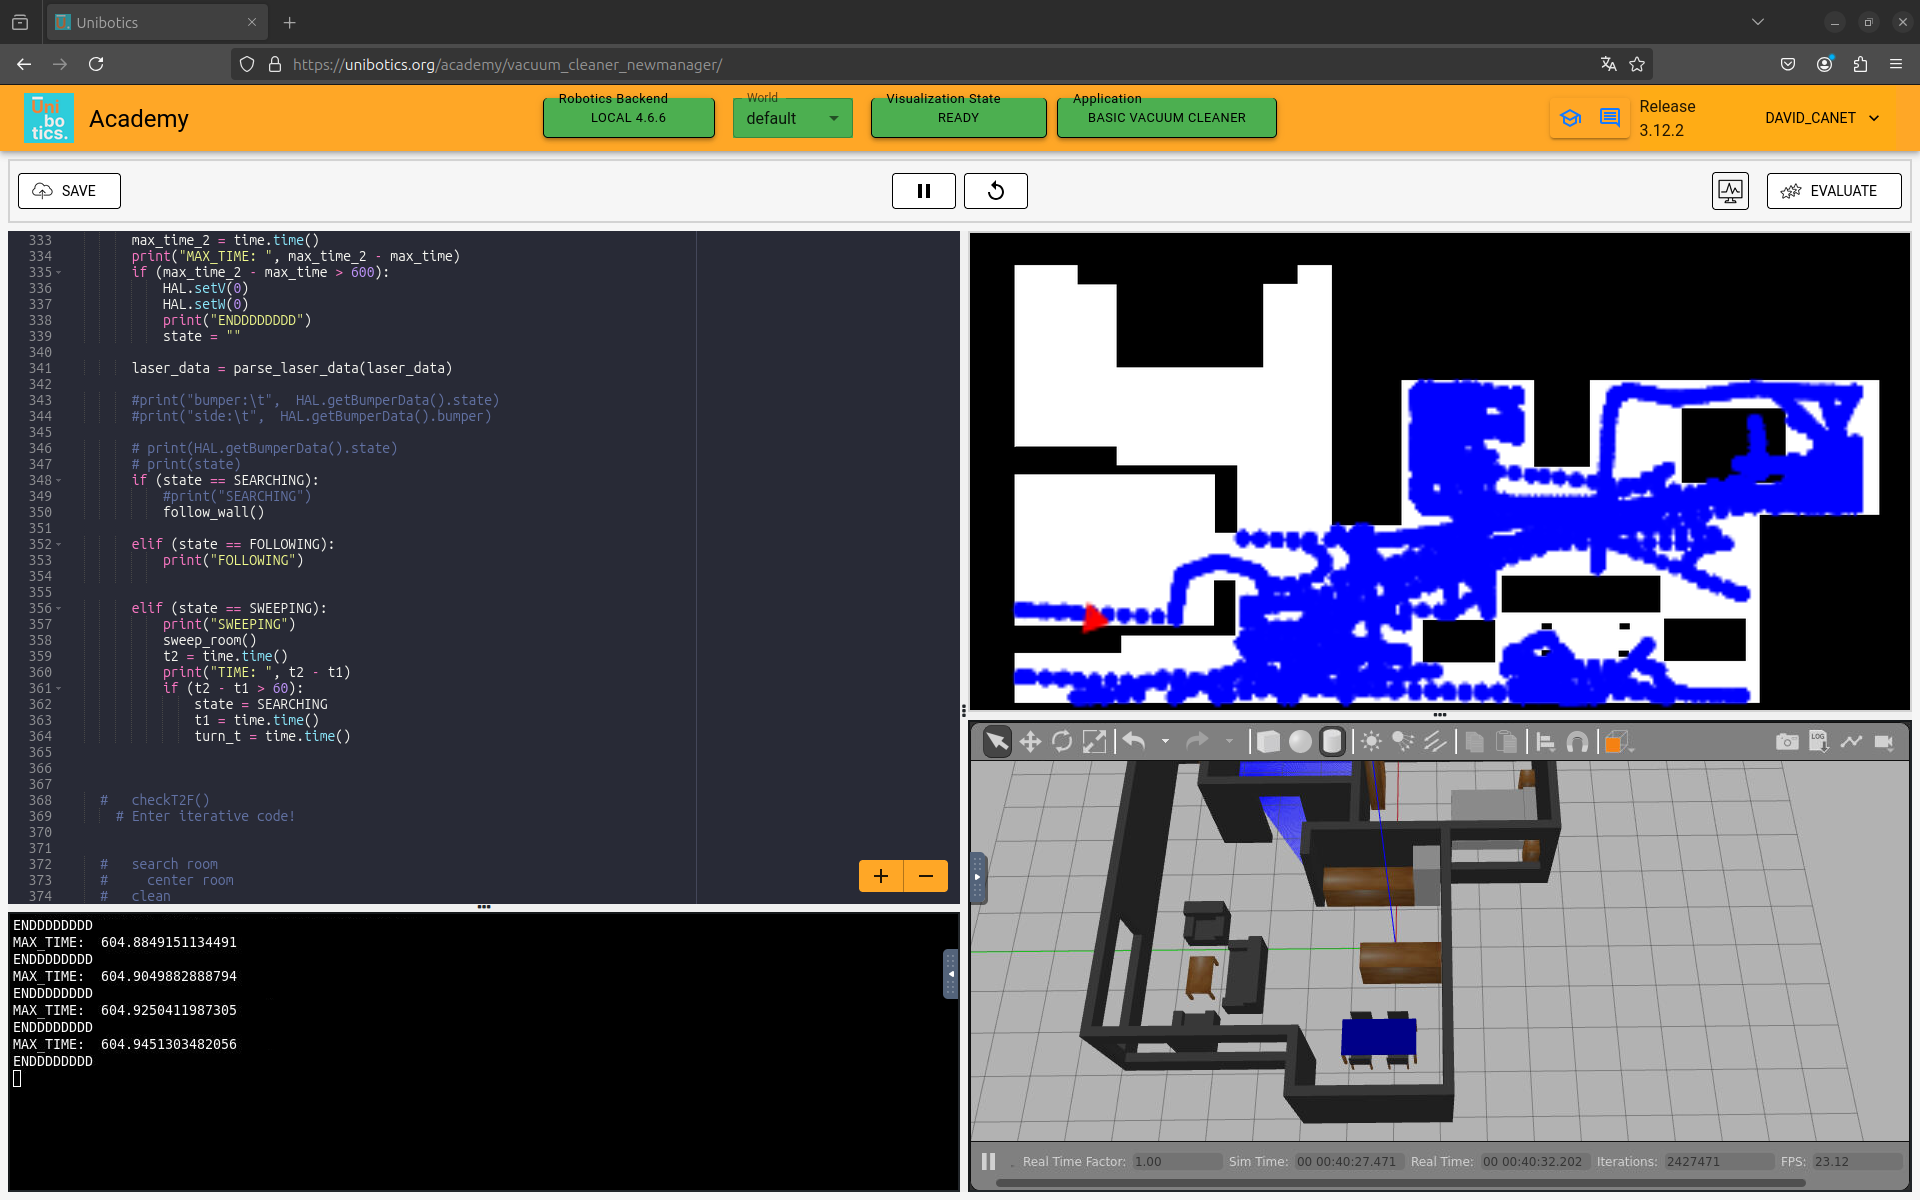 Unibotics
https://unibotics.org/academy/vacuum_cleaner_newmanager/
Uni
bo
tics.
Academy
Robotics Backend
LOCAL 4.6.6
World
default
Visualization State
READY
Application
BASIC VACUUM CLEANER
Release
3.12.2
DAVID_CANET
SAVE
EVALUATE
333 max_time_2 = time.time()
334 print("MAX_TIME: ", max_time_2 - max_time)
335 if (max_time_2 - max_time > 600):
336 HAL.setV(0)
337 HAL.setW(0)
338 print("ENDDDDDDDD")
339 state = ""
340
341 laser_data = parse_laser_data(laser_data)
342
343 #print("bumper:\t",  HAL.getBumperData().state)
344 #print("side:\t",  HAL.getBumperData().bumper)
345
346 # print(HAL.getBumperData().state)
347 # print(state)
348 if (state == SEARCHING):
349 #print("SEARCHING")
350 follow_wall()
351
352 elif (state == FOLLOWING):
353 print("FOLLOWING")
354
355
356 elif (state == SWEEPING):
357 print("SWEEPING")
358 sweep_room()
359 t2 = time.time()
360 print("TIME: ", t2 - t1)
361 if (t2 - t1 > 60):
362 state = SEARCHING
363 t1 = time.time()
364 turn_t = time.time()
365
366
367
368 #   checkT2F()
369 # Enter iterative code!
370
371
372 #   search room
373 #     center room
374 #   clean
+ −
ENDDDDDDDD
MAX_TIME:  604.8849151134491
ENDDDDDDDD
MAX_TIME:  604.9049882888794
ENDDDDDDDD
MAX_TIME:  604.9250411987305
ENDDDDDDDD
MAX_TIME:  604.9451303482056
ENDDDDDDDD
LOG
Real Time Factor: 1.00 Sim Time: 00 00:40:27.471 Real Time: 00 00:40:32.202 Iterations: 2427471 FPS: 23.12